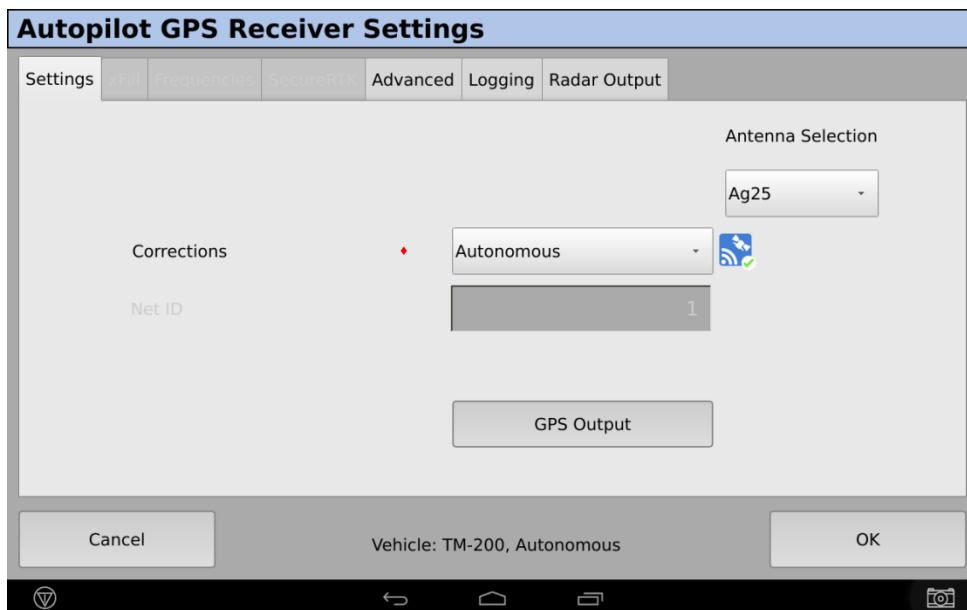 Autopilot GPS Receiver Settings
Settings xFill Frequencies SecureRTK Advanced Logging Radar Output
Antenna Selection
Ag25
Corrections Autonomous
Net ID 1
GPS Output
Cancel Vehicle: TM-200, Autonomous OK